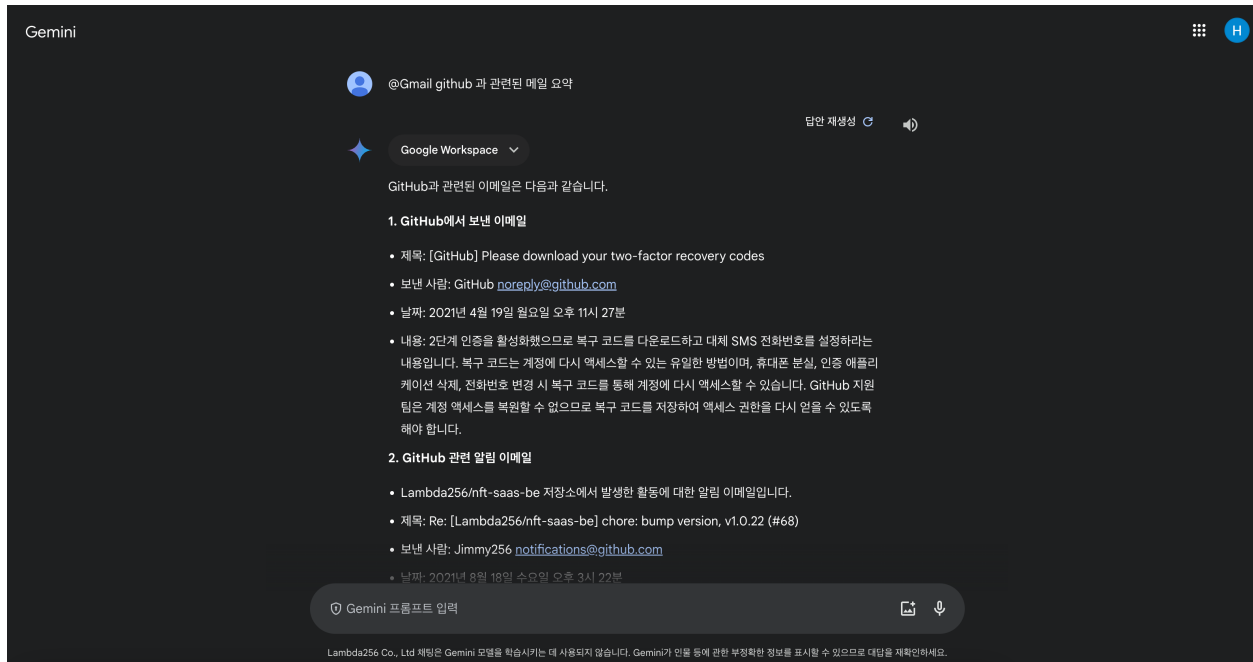 Gemini
H
@Gmail github 과 관련된 메일 요약
답안 재생성
Google Workspace
GitHub과 관련된 이메일은 다음과 같습니다.
1. GitHub에서 보낸 이메일
• 제목: [GitHub] Please download your two-factor recovery codes
• 보낸 사람: GitHub noreply@github.com
• 날짜: 2021년 4월 19일 월요일 오후 11시 27분
• 내용: 2단계 인증을 활성화했으므로 복구 코드를 다운로드하고 대체 SMS 전화번호를 설정하라는
내용입니다. 복구 코드는 계정에 다시 액세스할 수 있는 유일한 방법이며, 휴대폰 분실, 인증 애플리
케이션 삭제, 전화번호 변경 시 복구 코드를 통해 계정에 다시 액세스할 수 있습니다. GitHub 지원
팀은 계정 액세스를 복원할 수 없으므로 복구 코드를 저장하여 액세스 권한을 다시 얻을 수 있도록
해야 합니다.
2. GitHub 관련 알림 이메일
• Lambda256/nft-saas-be 저장소에서 발생한 활동에 대한 알림 이메일입니다.
• 제목: Re: [Lambda256/nft-saas-be] chore: bump version, v1.0.22 (#68)
• 보낸 사람: Jimmy256 notifications@github.com
• 날짜: 2021년 8월 18일 수요일 오후 3시 22분
Gemini 프롬프트 입력
Lambda256 Co., Ltd 채팅은 Gemini 모델을 학습시키는 데 사용되지 않습니다. Gemini가 인물 등에 관한 부정확한 정보를 표시할 수 있으므로 대답을 재확인하세요.